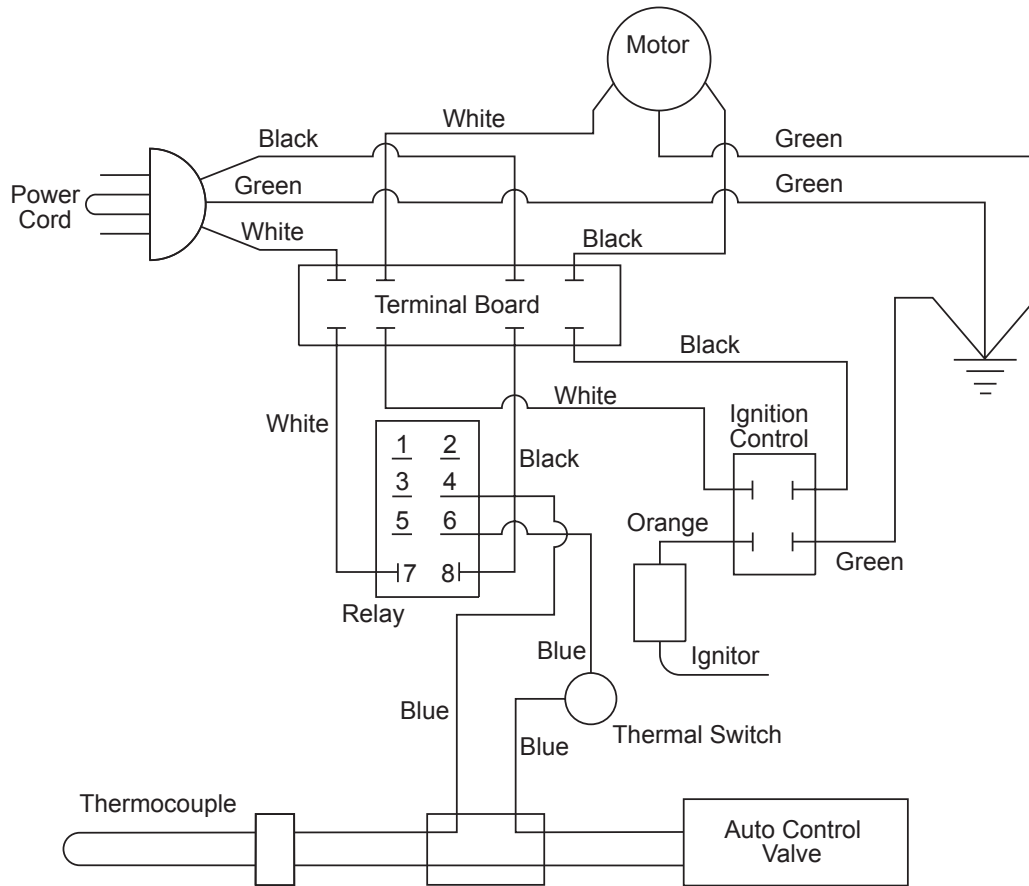 Motor
White
Black
Green
Power
Cord
Green
Green
White
Black
Terminal Board
Black
White
White
Ignition
Control
1 2
Black
3 4
5 6
Orange
7 8
Green
Relay
Blue
Ignitor
Blue
Thermal Switch
Blue
Thermocouple
Auto Control
Valve